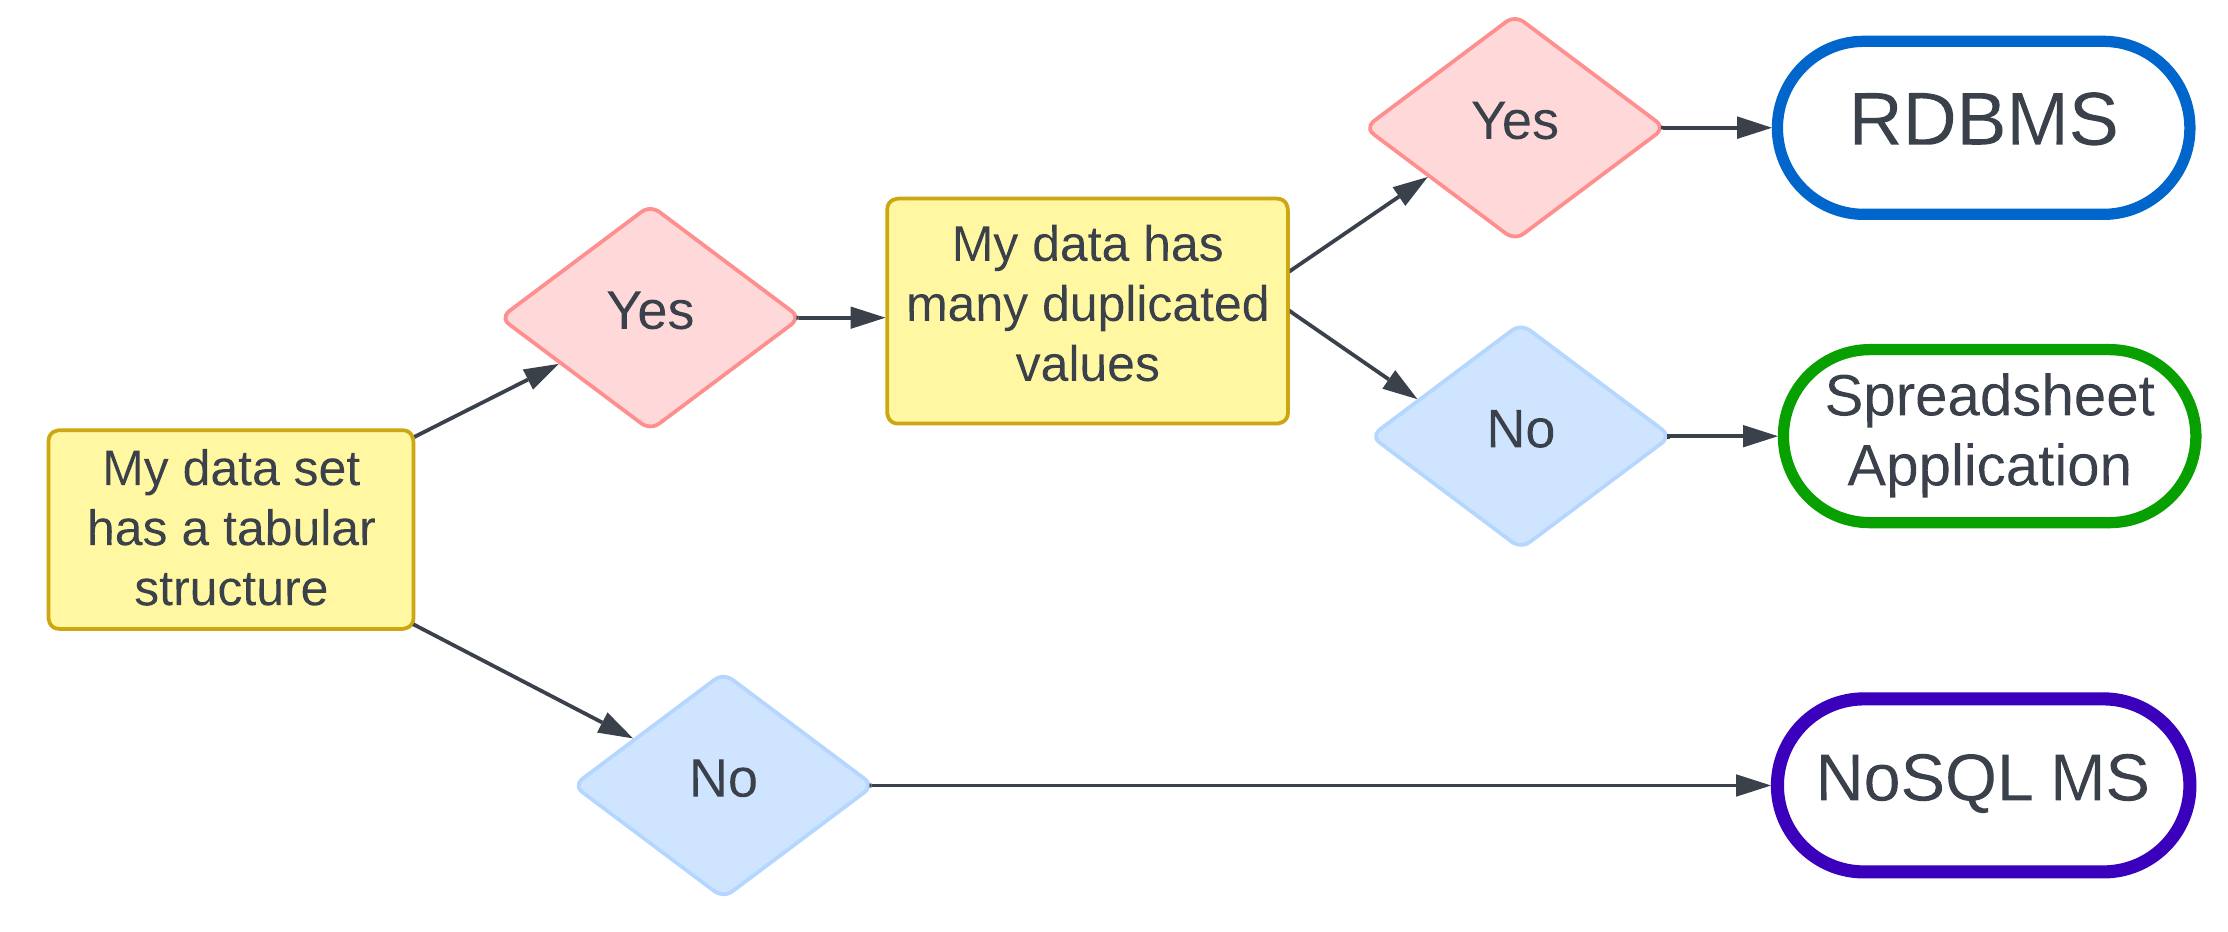 My data set
has a tabular
structure
Yes
My data has
many duplicated
values
Yes
RDBMS
No
Spreadsheet
Application
No
NoSQL MS